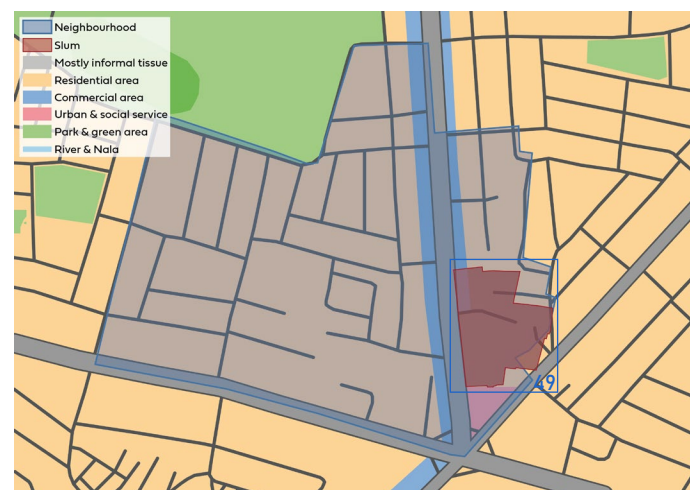 Neighbourhood
Slum
Mostly informal tissue
Residential area
Commercial area
Urban & social service
Park & green area
River & Nala
49